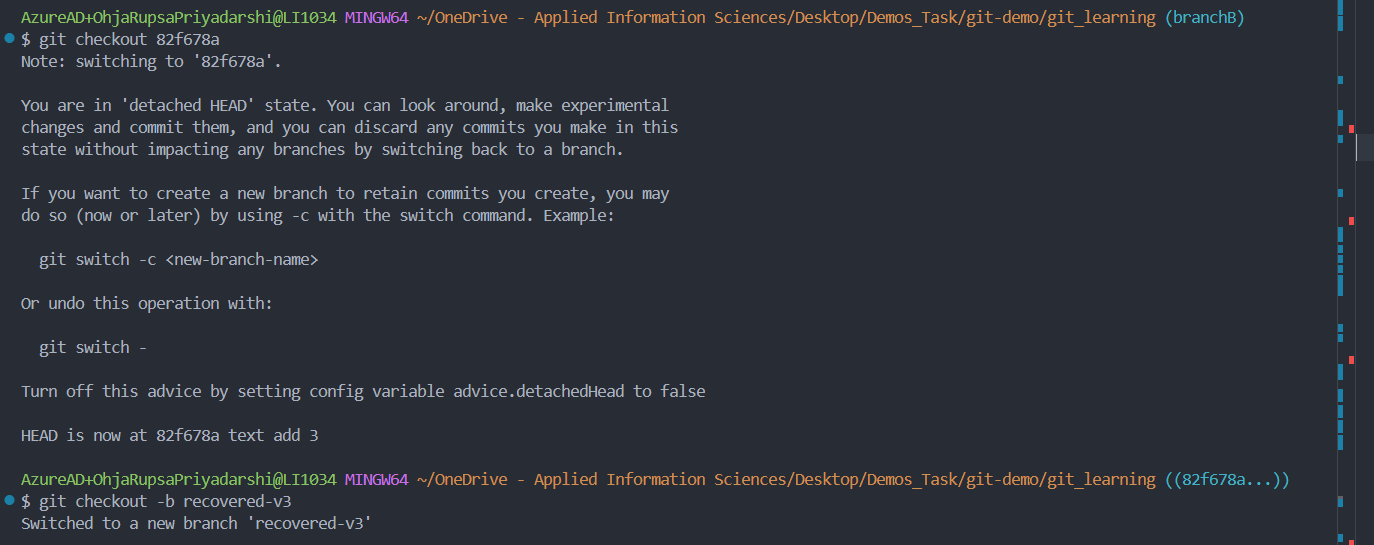 AzureAD+OhjaRupsaPriyadarshi@LI1034 MINGW64 ~/OneDrive - Applied Information Sciences/Desktop/Demos_Task/git-demo/git_learning (branchB)
$ git checkout 82f678a
Note: switching to '82f678a'.
You are in 'detached HEAD' state. You can look around, make experimental
changes and commit them, and you can discard any commits you make in this
state without impacting any branches by switching back to a branch.
If you want to create a new branch to retain commits you create, you may
do so (now or later) by using -c with the switch command. Example:
git switch -c <new-branch-name>
Or undo this operation with:
git switch -
Turn off this advice by setting config variable advice.detachedHead to false
HEAD is now at 82f678a text add 3
AzureAD+OhjaRupsaPriyadarshi@LI1034 MINGW64 ~/OneDrive - Applied Information Sciences/Desktop/Demos_Task/git-demo/git_learning ((82f678a...))
$ git checkout -b recovered-v3
Switched to a new branch 'recovered-v3'